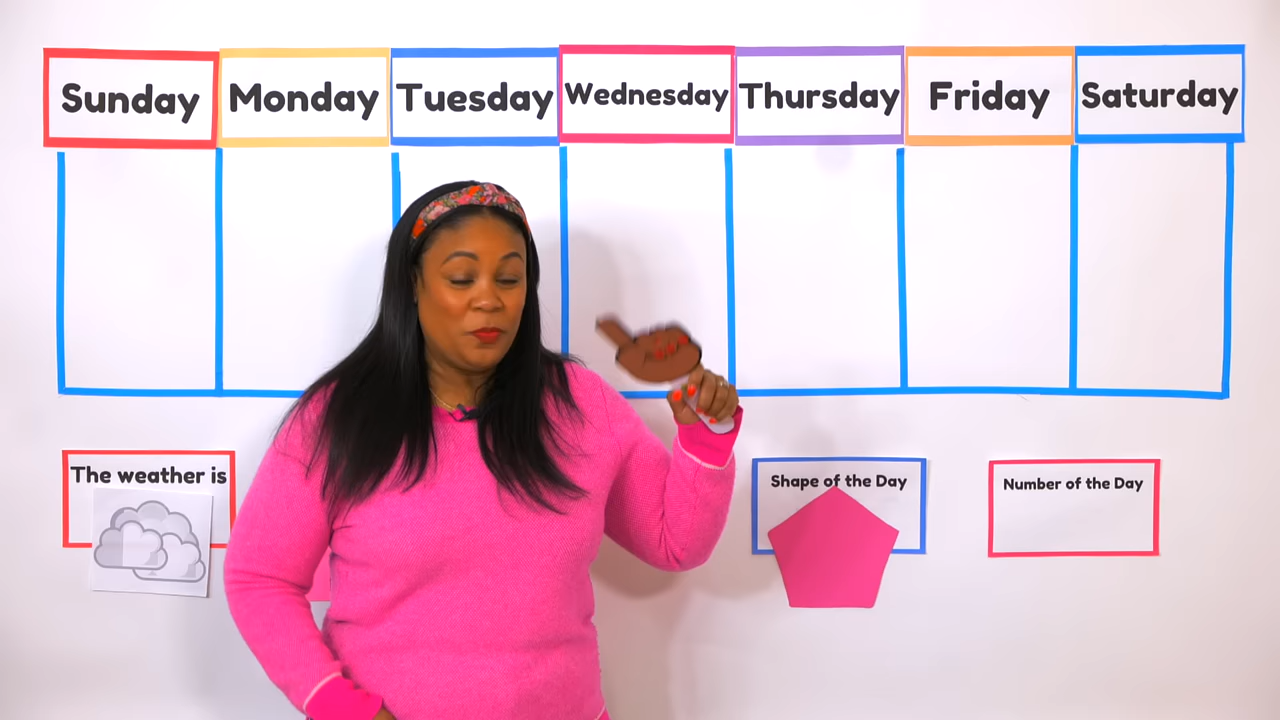 Sunday
Monday
Tuesday
Wednesday
Thursday
Friday
Saturday
The weather is
Shape of the Day
Number of the Day